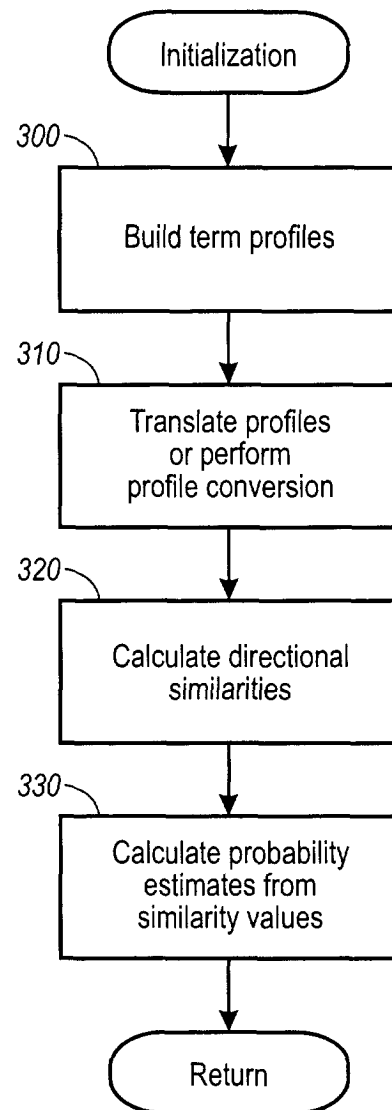 Initialization
300
Build term profiles
310
Translate profiles
or perform
profile conversion
320
Calculate directional
similarities
330
Calculate probability
estimates from
similarity values
Return